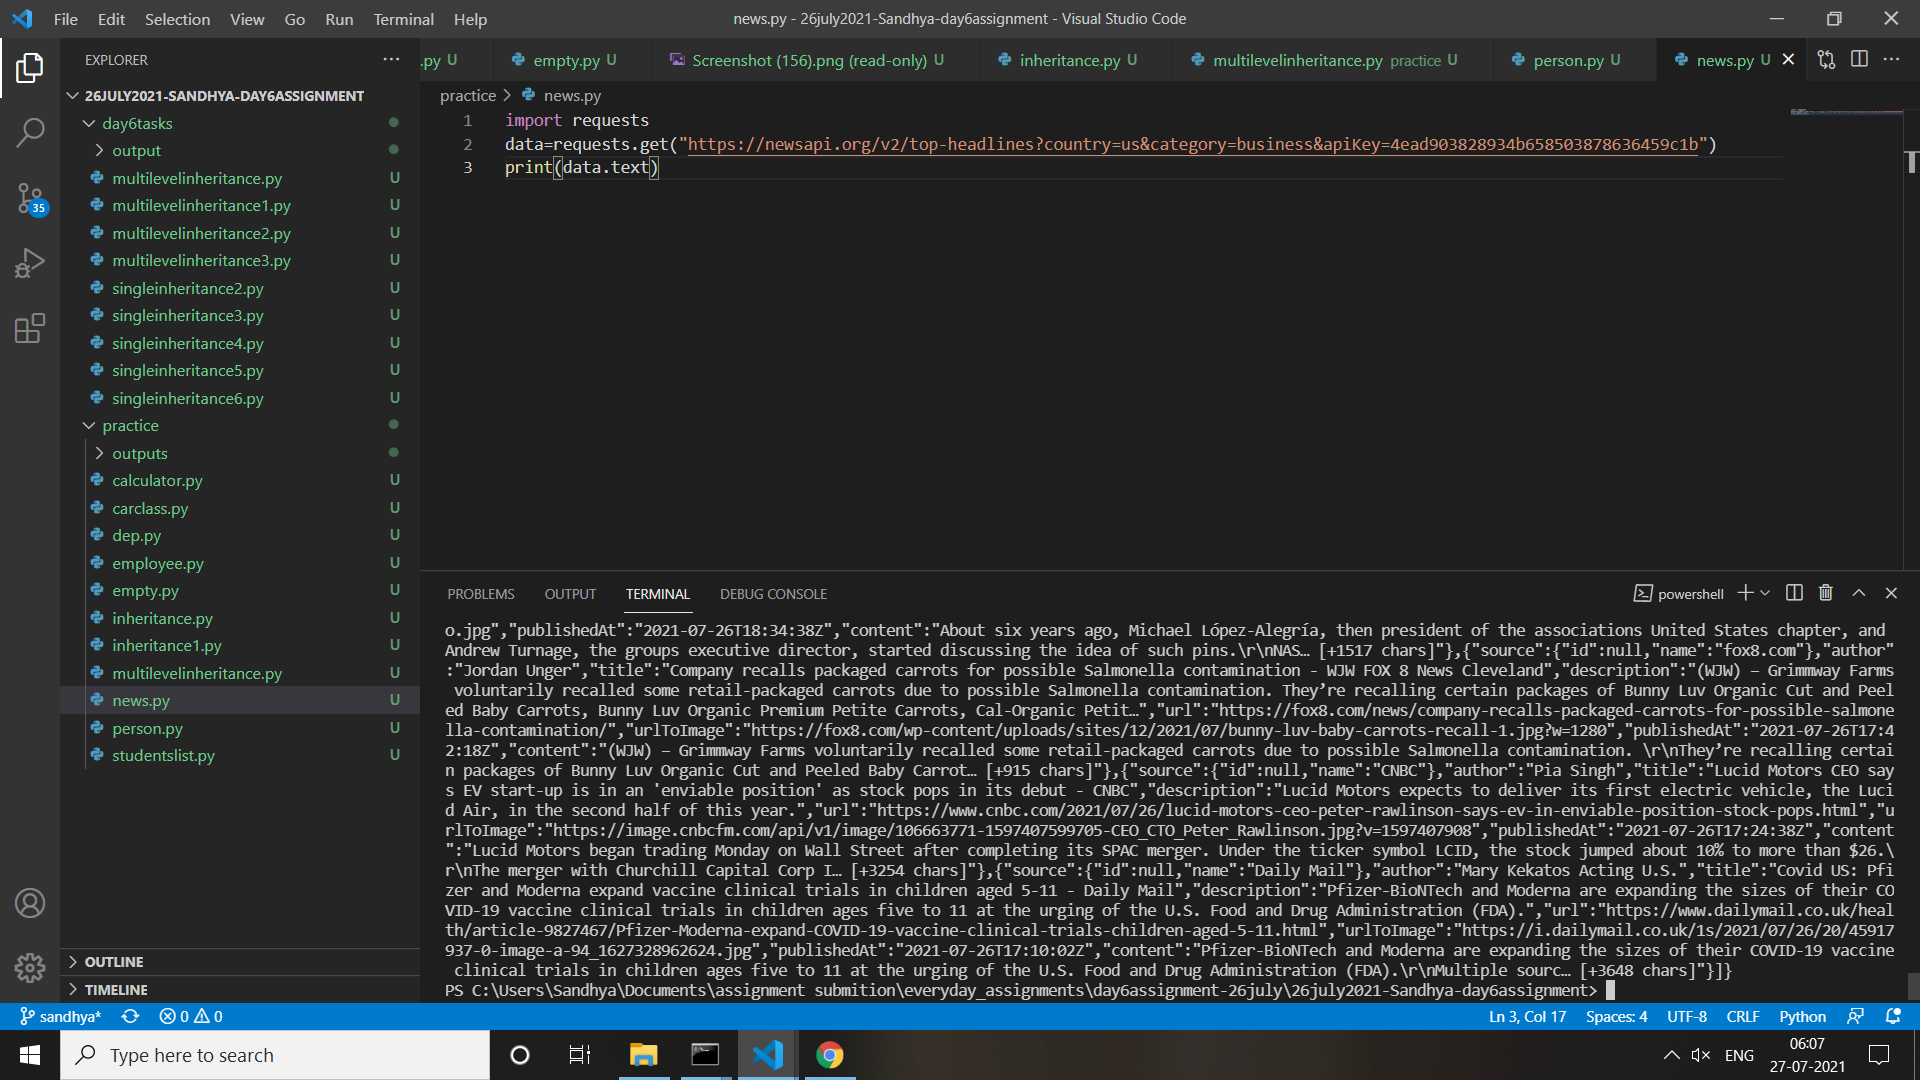 File Edit Selection View Go Run Terminal Help
news.py - 26july2021-Sandhya-day6assignment - Visual Studio Code
EXPLORER
.py U
empty.py U
Screenshot (156).png (read-only) U
inheritance.py U
multilevelinheritance.py practice U
person.py U
news.py U
26JULY2021-SANDHYA-DAY6ASSIGNMENT
day6tasks
output
multilevelinheritance.py U
multilevelinheritance1.py U
multilevelinheritance2.py U
multilevelinheritance3.py U
singleinheritance2.py U
singleinheritance3.py U
singleinheritance4.py U
singleinheritance5.py U
singleinheritance6.py U
practice
outputs
calculator.py U
carclass.py U
dep.py U
employee.py U
empty.py U
inheritance.py U
inheritance1.py U
multilevelinheritance.py U
news.py U
person.py U
studentslist.py U
OUTLINE
TIMELINE
35
practice > news.py
1 import requests
2 data=requests.get("https://newsapi.org/v2/top-headlines?country=us&category=business&apiKey=4ead903828934b658503878636459c1b")
3 print(data.text)
PROBLEMS OUTPUT TERMINAL DEBUG CONSOLE
powershell
o.jpg","publishedAt":"2021-07-26T18:34:38Z","content":"About six years ago, Michael López-Alegría, then president of the associations United States chapter, and
Andrew Turnage, the groups executive director, started discussing the idea of such pins.\r\nNAS… [+1517 chars]"},{"source":{"id":null,"name":"fox8.com"},"author"
:"Jordan Unger","title":"Company recalls packaged carrots for possible Salmonella contamination - WJW FOX 8 News Cleveland","description":"(WJW) – Grimmway Farms
voluntarily recalled some retail-packaged carrots due to possible Salmonella contamination. They’re recalling certain packages of Bunny Luv Organic Cut and Peel
ed Baby Carrots, Bunny Luv Organic Premium Petite Carrots, Cal-Organic Petit…","url":"https://fox8.com/news/company-recalls-packaged-carrots-for-possible-salmone
lla-contamination/","urlToImage":"https://fox8.com/wp-content/uploads/sites/12/2021/07/bunny-luv-baby-carrots-recall-1.jpg?w=1280","publishedAt":"2021-07-26T17:4
2:18Z","content":"(WJW) – Grimmway Farms voluntarily recalled some retail-packaged carrots due to possible Salmonella contamination. \r\nThey’re recalling certai
n packages of Bunny Luv Organic Cut and Peeled Baby Carrot… [+915 chars]"},{"source":{"id":null,"name":"CNBC"},"author":"Pia Singh","title":"Lucid Motors CEO say
s EV start-up is in an 'enviable position' as stock pops in its debut - CNBC","description":"Lucid Motors expects to deliver its first electric vehicle, the Luci
d Air, in the second half of this year.","url":"https://www.cnbc.com/2021/07/26/lucid-motors-ceo-peter-rawlinson-says-ev-in-enviable-position-stock-pops.html","u
rlToImage":"https://image.cnbcfm.com/api/v1/image/106663771-1597407599705-CEO_CTO_Peter_Rawlinson.jpg?v=1597407908","publishedAt":"2021-07-26T17:24:38Z","content
":"Lucid Motors began trading Monday on Wall Street after completing its SPAC merger. Under the ticker symbol LCID, the stock jumped about 10% to more than $26.\
r\nThe merger with Churchill Capital Corp I… [+3254 chars]"},{"source":{"id":null,"name":"Daily Mail"},"author":"Mary Kekatos Acting U.S.","title":"Covid US: Pfi
zer and Moderna expand vaccine clinical trials in children aged 5-11 - Daily Mail","description":"Pfizer-BioNTech and Moderna are expanding the sizes of their CO
VID-19 vaccine clinical trials in children ages five to 11 at the urging of the U.S. Food and Drug Administration (FDA).","url":"https://www.dailymail.co.uk/heal
th/article-9827467/Pfizer-Moderna-expand-COVID-19-vaccine-clinical-trials-children-aged-5-11.html","urlToImage":"https://i.dailymail.co.uk/1s/2021/07/26/20/45917
937-0-image-a-94_1627328962624.jpg","publishedAt":"2021-07-26T17:10:02Z","content":"Pfizer-BioNTech and Moderna are expanding the sizes of their COVID-19 vaccine
clinical trials in children ages five to 11 at the urging of the U.S. Food and Drug Administration (FDA).\r\nMultiple sourc… [+3648 chars]"}]}
PS C:\Users\Sandhya\Documents\assignment submition\everyday_assignments\day6assignment-26july\26july2021-Sandhya-day6assignment>
sandhya* 0 0
Ln 3, Col 17 Spaces: 4 UTF-8 CRLF Python
Type here to search
ENG
06:07
27-07-2021